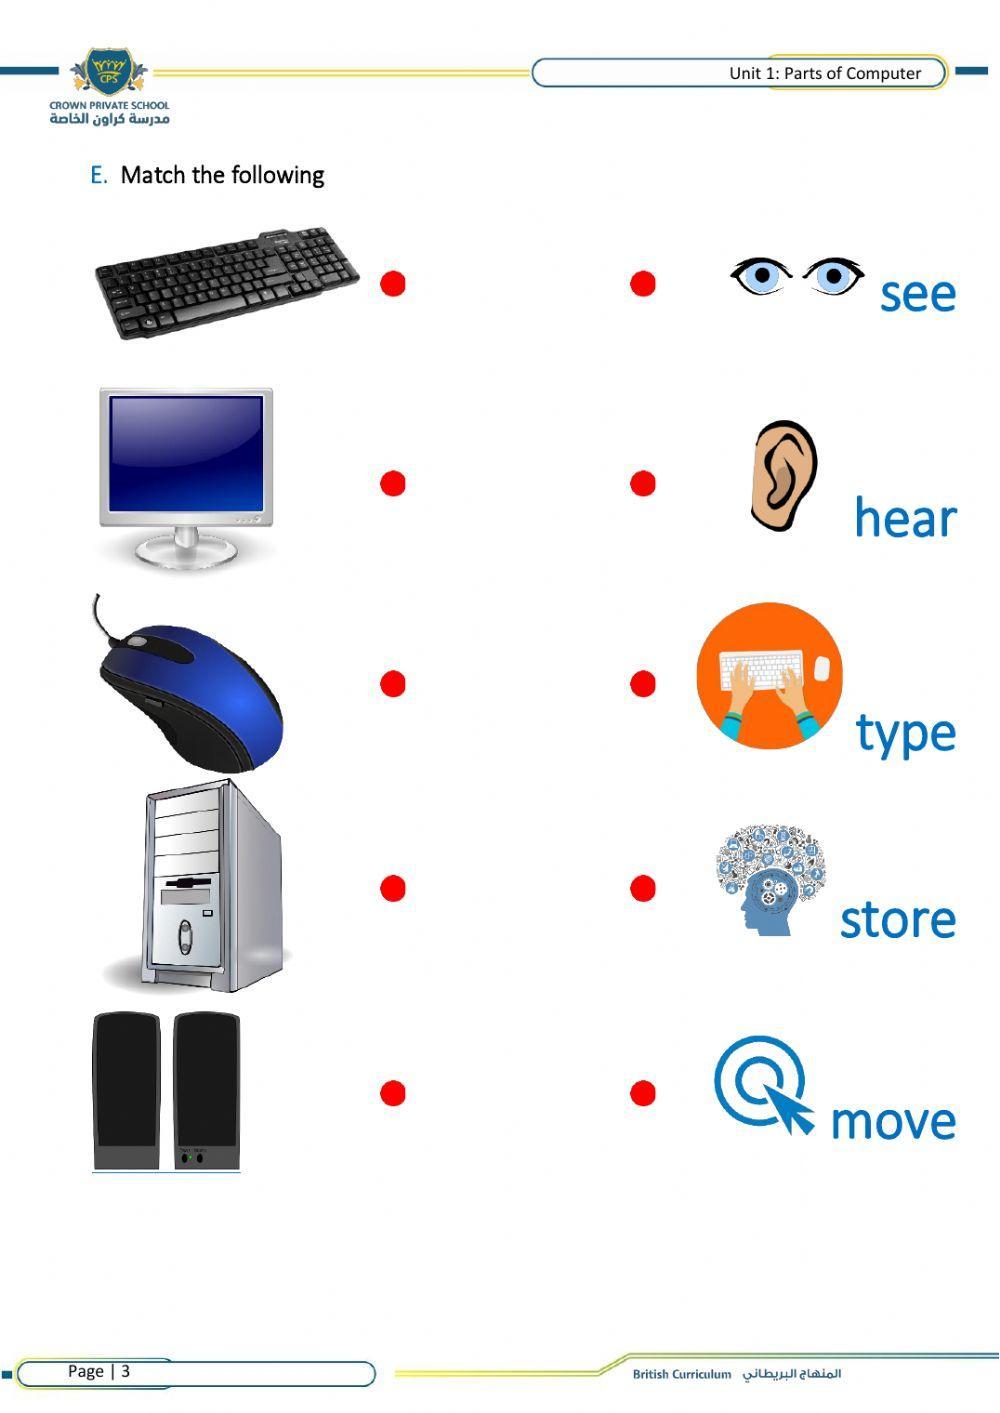 CPS
CROWN PRIVATE SCHOOL
مدرسة كراون الخاصة
Unit 1: Parts of Computer
E. Match the following
see
hear
type
store
move
Page | 3
British Curriculum المنهاج البريطاني